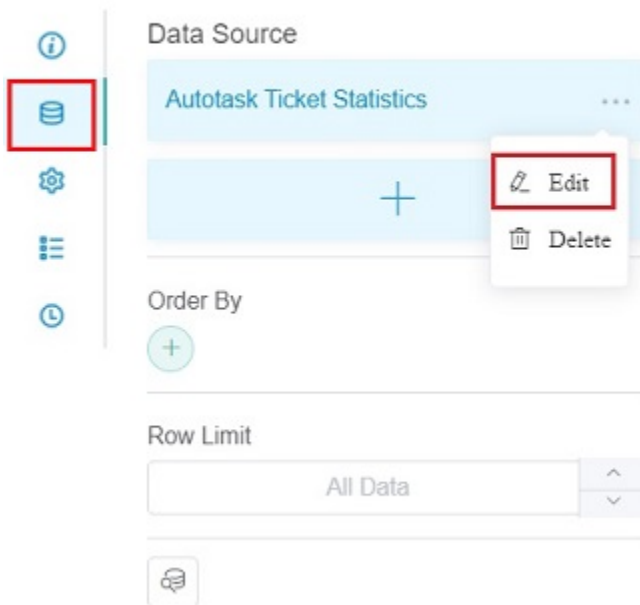 Data Source
Autotask Ticket Statistics
Edit
Delete
Order By
Row Limit
All Data